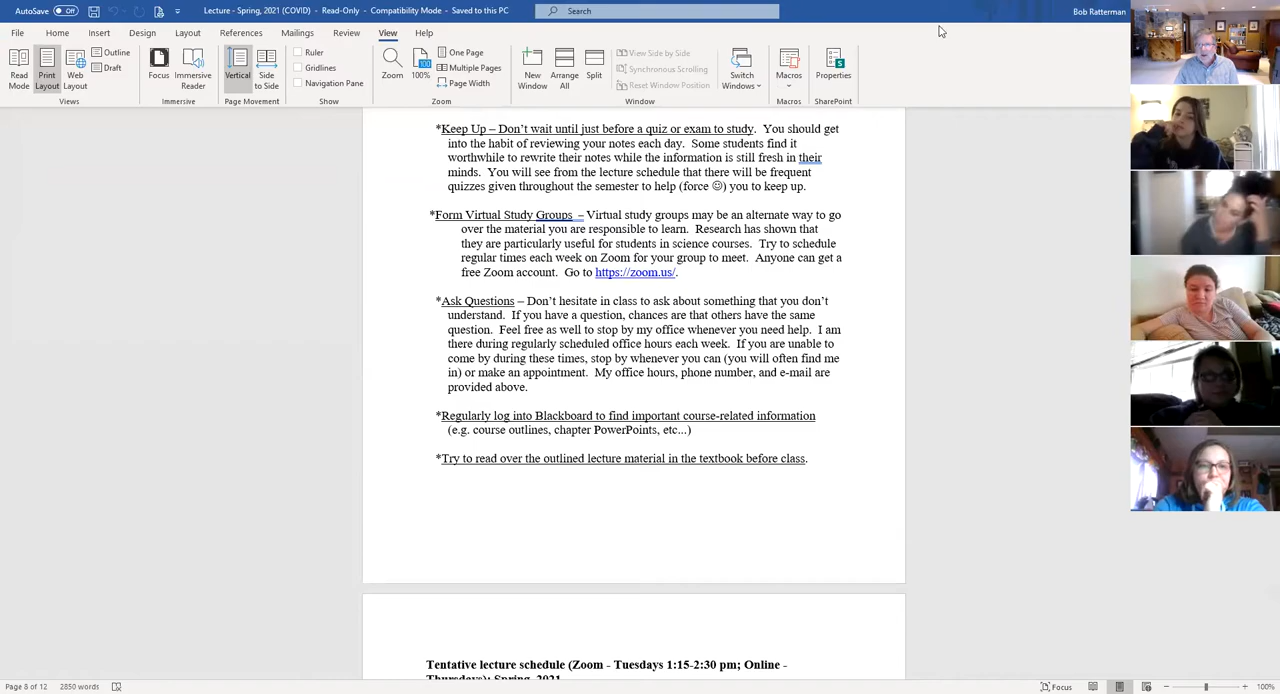 AutoSave Off Lecture - Spring, 2021 (COVID) - Read-Only - Compatibility Mode - Saved to this PC Search Bob Ratterman
File Home Insert Design Layout References Mailings Review View Help
Read Mode Print Layout Web Layout Outline Draft Focus Immersive Reader Vertical Side to Side Ruler Gridlines Navigation Pane Zoom 100 100% One Page Multiple Pages Page Width New Window Arrange All Split View Side by Side Synchronous Scrolling Reset Window Position Switch Windows Macros Properties
Views Immersive Page Movement Show Zoom Window Macros SharePoint
*Keep Up – Don't wait until just before a quiz or exam to study. You should get
into the habit of reviewing your notes each day. Some students find it
worthwhile to rewrite their notes while the information is still fresh in their
minds. You will see from the lecture schedule that there will be frequent
quizzes given throughout the semester to help (force ☺) you to keep up.
*Form Virtual Study Groups – Virtual study groups may be an alternate way to go
over the material you are responsible to learn. Research has shown that
they are particularly useful for students in science courses. Try to schedule
regular times each week on Zoom for your group to meet. Anyone can get a
free Zoom account. Go to https://zoom.us/.
*Ask Questions – Don't hesitate in class to ask about something that you don't
understand. If you have a question, chances are that others have the same
question. Feel free as well to stop by my office whenever you need help. I am
there during regularly scheduled office hours each week. If you are unable to
come by during these times, stop by whenever you can (you will often find me
in) or make an appointment. My office hours, phone number, and e-mail are
provided above.
*Regularly log into Blackboard to find important course-related information
(e.g. course outlines, chapter PowerPoints, etc...)
*Try to read over the outlined lecture material in the textbook before class.
Tentative lecture schedule (Zoom - Tuesdays 1:15-2:30 pm; Online -
Thursdays): Spring, 2021
Page 8 of 12 2850 words Focus 100%